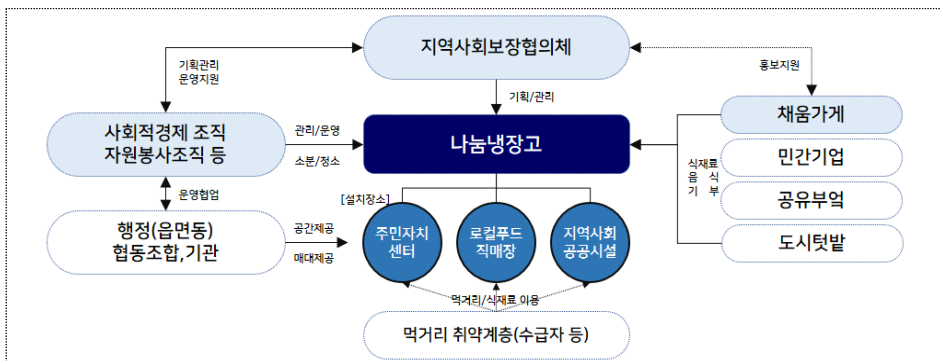 지역사회보장협의체
기획관리
운영지원
홍보지원
기획/관리
사회적경제 조직
자원봉사조직 등
관리/운영
소분/청소
나눔냉장고
채움가게
민간기업
공유부엌
도시텃밭
식재료
음 식
기 부
운영협업
[설치장소]
행정(읍면동)
협동조합,기관
공간제공
매대제공
주민자치
센터
로컬푸드
직매장
지역사회
공공시설
먹거리/식재료 이용
먹거리 취약계층(수급자 등)